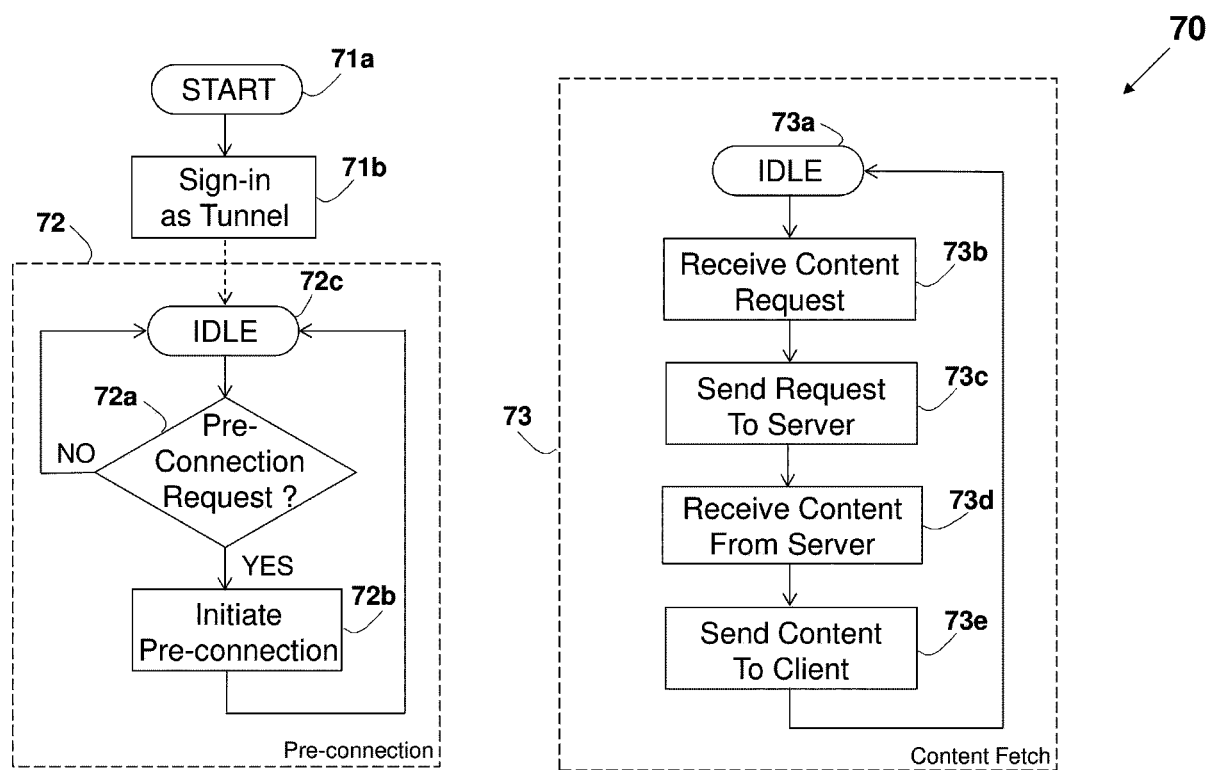 70
71a
START
71b
Sign-in
as Tunnel
72
72c
IDLE
72a
Pre-
Connection
Request ?
NO
YES
72b
Initiate
Pre-connection
Pre-connection
73a
IDLE
73b
Receive Content
Request
73c
Send Request
To Server
73
73d
Receive Content
From Server
73e
Send Content
To Client
Content Fetch